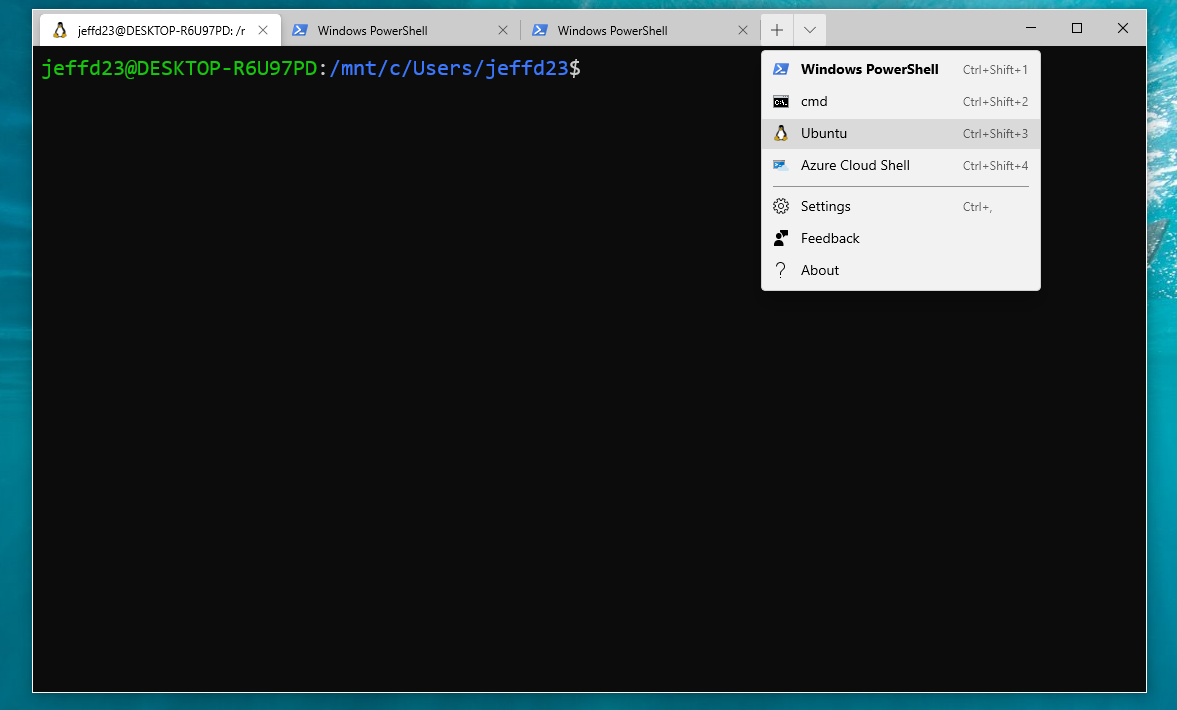 jeffd23@DESKTOP-R6U97PD: /r
Windows PowerShell
Windows PowerShell
jeffd23@DESKTOP-R6U97PD:/mnt/c/Users/jeffd23$
Windows PowerShell Ctrl+Shift+1
cmd Ctrl+Shift+2
Ubuntu Ctrl+Shift+3
Azure Cloud Shell Ctrl+Shift+4
Settings Ctrl+,
Feedback
About